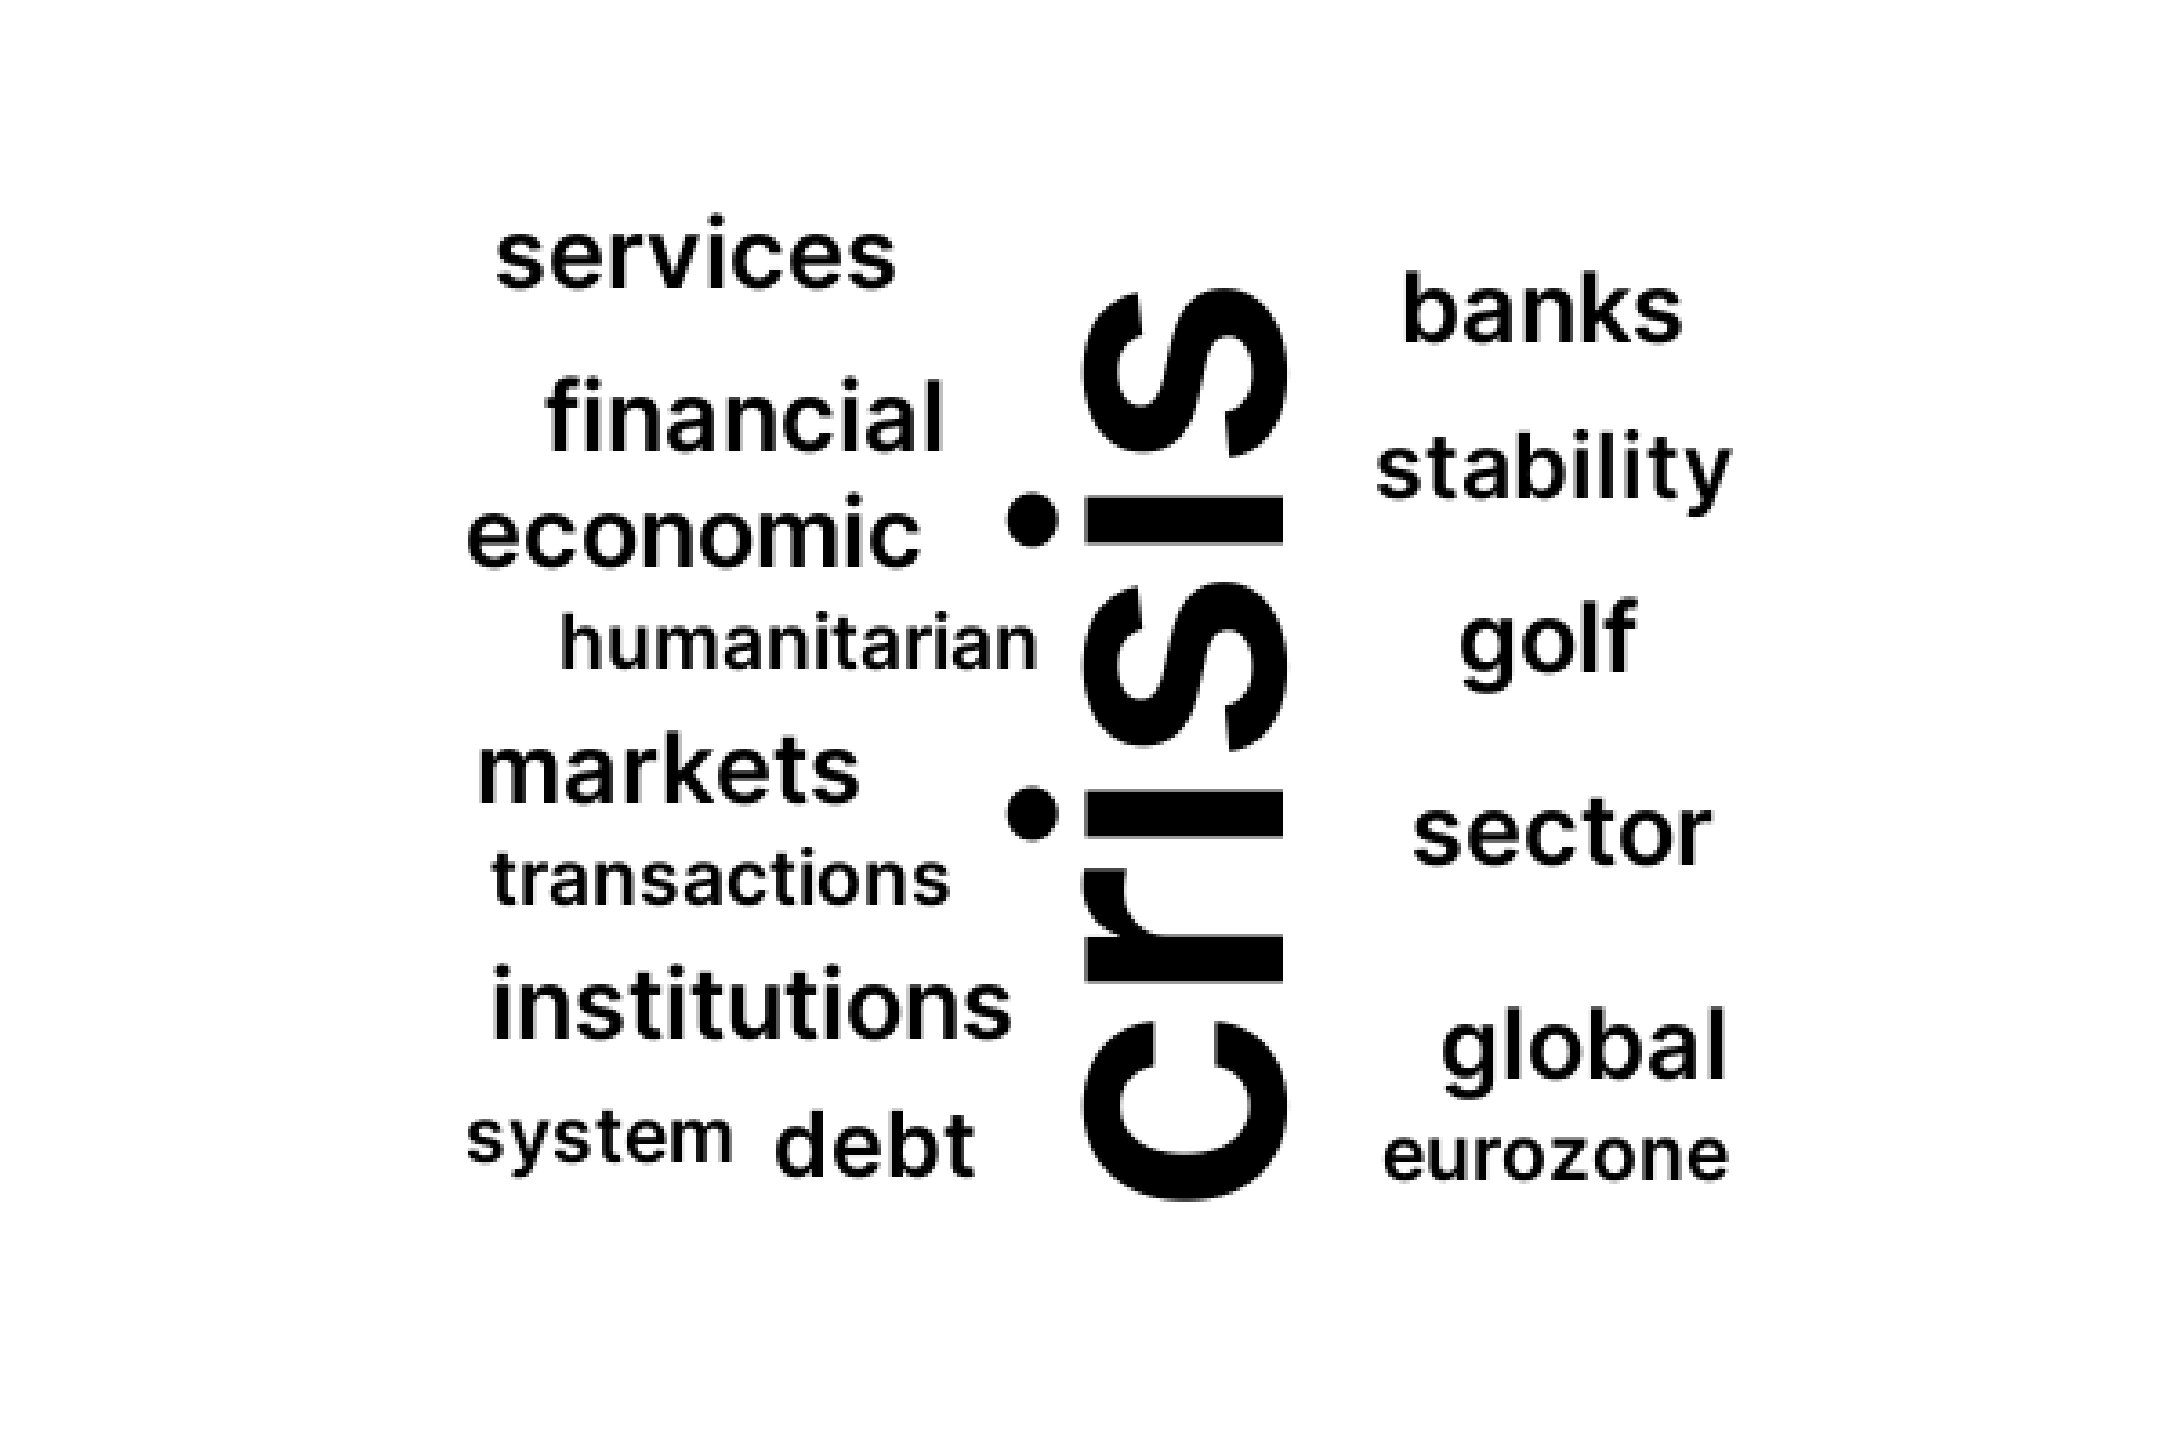 services
financial
economic
humanitarian
markets
transactions
institutions
system debt
crisis
banks
stability
golf
sector
global
eurozone